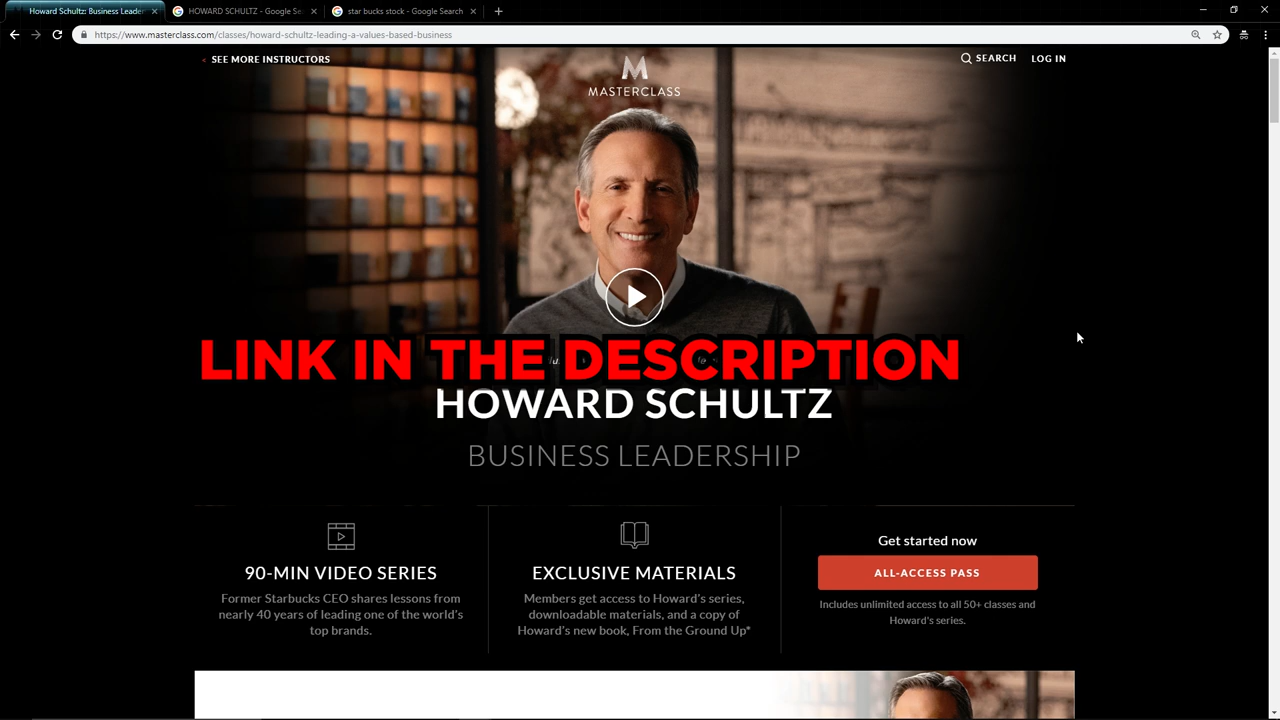 Howard Schultz: Business Leader
HOWARD SCHULTZ - Google Se
star bucks stock - Google Search
https://www.masterclass.com/classes/howard-schultz-leading-a-values-based-business
SEE MORE INSTRUCTORS
SEARCH
LOG IN
M
MASTERCLASS
LINK IN THE DESCRIPTION
HOWARD SCHULTZ
BUSINESS LEADERSHIP
90-MIN VIDEO SERIES
Former Starbucks CEO shares lessons from
nearly 40 years of leading one of the world's
top brands.
EXCLUSIVE MATERIALS
Members get access to Howard's series,
downloadable materials, and a copy of
Howard's new book, From the Ground Up*
Get started now
ALL-ACCESS PASS
Includes unlimited access to all 50+ classes and
Howard's series.